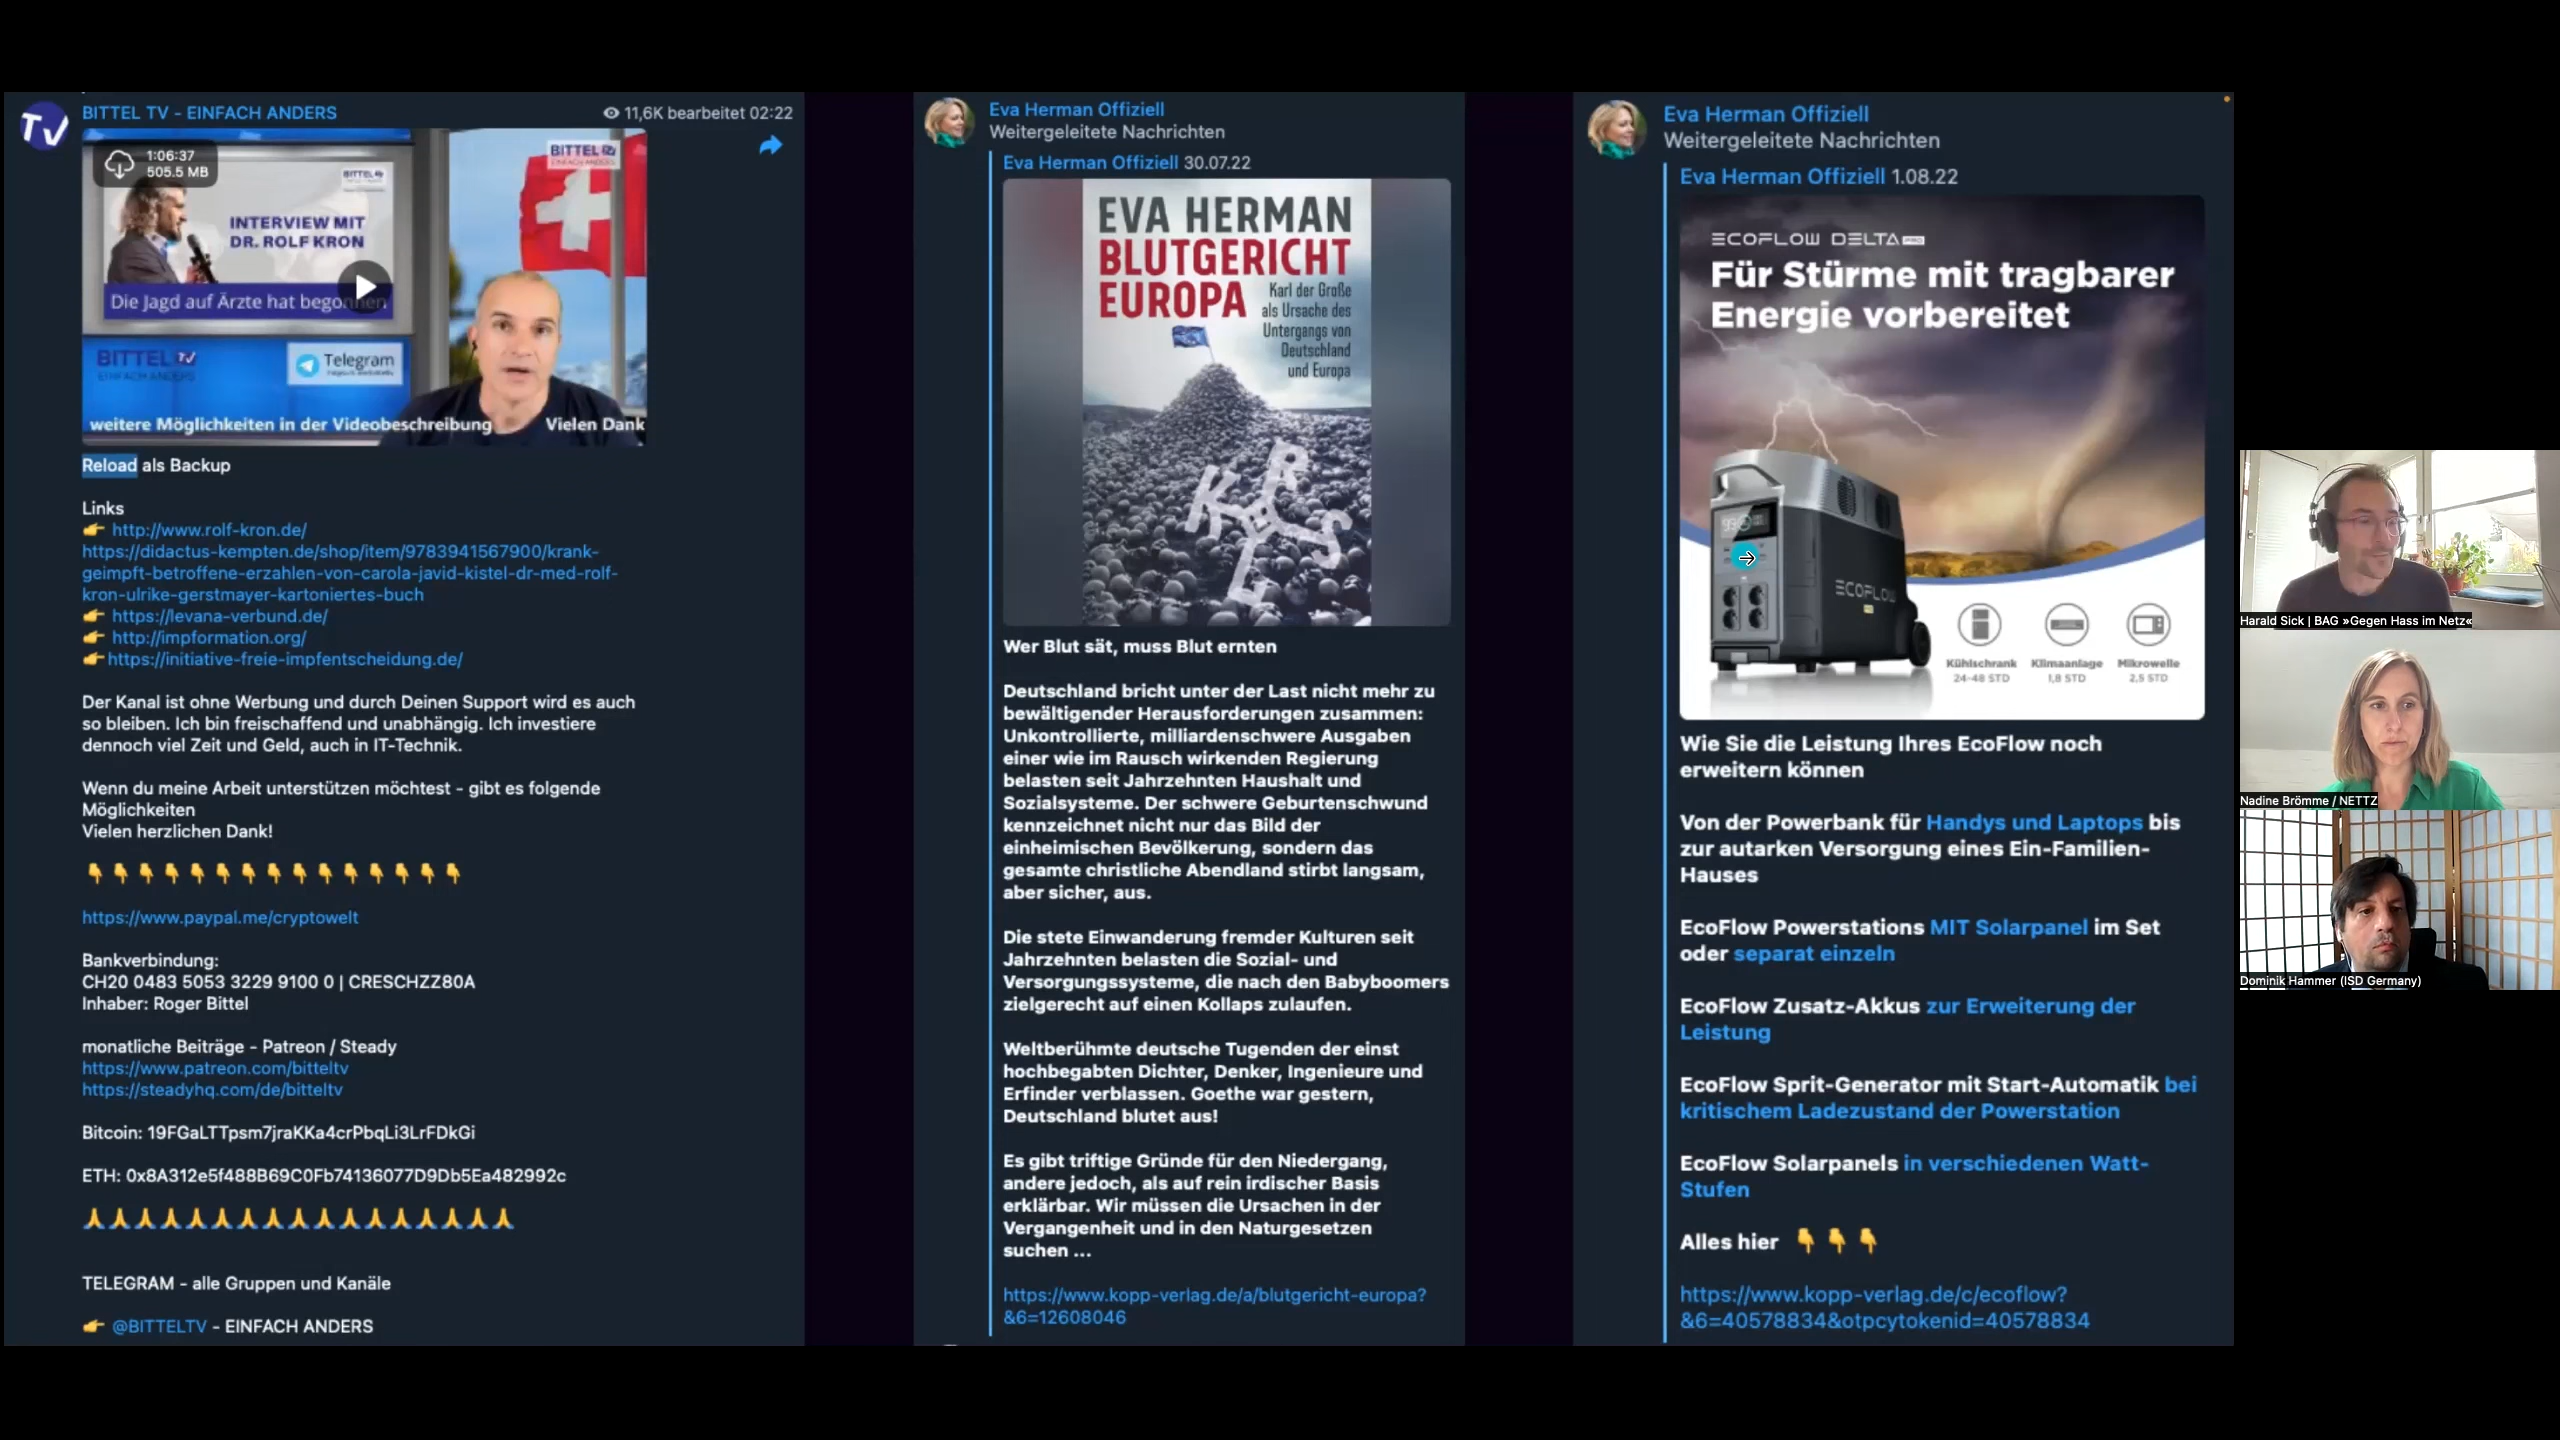 BITTEL TV - EINFACH ANDERS
11,6K bearbeitet 02:22
TV
1:06:37
505.5 MB
BITTEL TV
EINFACH ANDERS
BITTEL
INTERVIEW MIT
DR. ROLF KRON
Die Jagd auf Ärzte hat begonnen
BITTEL TV
EINFACH ANDERS
Telegram
weitere Möglichkeiten in der Videobeschreibung Vielen Dank
Reload als Backup
Links
👉 http://www.rolf-kron.de/
https://didactus-kempten.de/shop/item/9783941567900/krank-
geimpft-betroffene-erzahlen-von-carola-javid-kistel-dr-med-rolf-
kron-ulrike-gerstmayer-kartoniertes-buch
👉 https://levana-verbund.de/
👉 http://impformation.org/
👉https://initiative-freie-impfentscheidung.de/
Der Kanal ist ohne Werbung und durch Deinen Support wird es auch
so bleiben. Ich bin freischaffend und unabhängig. Ich investiere
dennoch viel Zeit und Geld, auch in IT-Technik.
Wenn du meine Arbeit unterstützen möchtest - gibt es folgende
Möglichkeiten
Vielen herzlichen Dank!
👇👇👇👇👇👇👇👇👇👇👇👇👇👇👇
https://www.paypal.me/cryptowelt
Bankverbindung:
CH20 0483 5053 3229 9100 0 | CRESCHZZ80A
Inhaber: Roger Bittel
monatliche Beiträge - Patreon / Steady
https://www.patreon.com/bitteltv
https://steadyhq.com/de/bitteltv
Bitcoin: 19FGaLTTpsm7jraKKa4crPbqLi3LrFDkGi
ETH: 0x8A312e5f488B69C0Fb74136077D9Db5Ea482992c
🙏🙏🙏🙏🙏🙏🙏🙏🙏🙏🙏🙏🙏🙏🙏🙏🙏
TELEGRAM - alle Gruppen und Kanäle
👉 @BITTELTV - EINFACH ANDERS
Eva Herman Offiziell
Weitergeleitete Nachrichten
Eva Herman Offiziell 30.07.22
EVA HERMAN
BLUTGERICHT
EUROPA
Karl der Große
als Ursache des
Untergangs von
Deutschland
und Europa
K R L S
Wer Blut sät, muss Blut ernten
Deutschland bricht unter der Last nicht mehr zu
bewältigender Herausforderungen zusammen:
Unkontrollierte, milliardenschwere Ausgaben
einer wie im Rausch wirkenden Regierung
belasten seit Jahrzehnten Haushalt und
Sozialsysteme. Der schwere Geburtenschwund
kennzeichnet nicht nur das Bild der
einheimischen Bevölkerung, sondern das
gesamte christliche Abendland stirbt langsam,
aber sicher, aus.
Die stete Einwanderung fremder Kulturen seit
Jahrzehnten belasten die Sozial- und
Versorgungssysteme, die nach den Babyboomers
zielgerecht auf einen Kollaps zulaufen.
Weltberühmte deutsche Tugenden der einst
hochbegabten Dichter, Denker, Ingenieure und
Erfinder verblassen. Goethe war gestern,
Deutschland blutet aus!
Es gibt triftige Gründe für den Niedergang,
andere jedoch, als auf rein irdischer Basis
erklärbar. Wir müssen die Ursachen in der
Vergangenheit und in den Naturgesetzen
suchen ...
https://www.kopp-verlag.de/a/blutgericht-europa?
&6=12608046
Eva Herman Offiziell
Weitergeleitete Nachrichten
Eva Herman Offiziell 1.08.22
ECOFLOW DELTA PRO
Für Stürme mit tragbarer
Energie vorbereitet
ECOFLOW
Kühlschrank
24-48 STD
Klimaanlage
1,8 STD
Mikrowelle
2,5 STD
Wie Sie die Leistung Ihres EcoFlow noch
erweitern können
Von der Powerbank für Handys und Laptops bis
zur autarken Versorgung eines Ein-Familien-
Hauses
EcoFlow Powerstations MIT Solarpanel im Set
oder separat einzeln
EcoFlow Zusatz-Akkus zur Erweiterung der
Leistung
EcoFlow Sprit-Generator mit Start-Automatik bei
kritischem Ladezustand der Powerstation
EcoFlow Solarpanels in verschiedenen Watt-
Stufen
Alles hier 👇👇👇
https://www.kopp-verlag.de/c/ecoflow?
&6=40578834&otpcytokenid=40578834
Harald Sick | BAG »Gegen Hass im Netz«
Nadine Brömme / NETTZ
Dominik Hammer (ISD Germany)